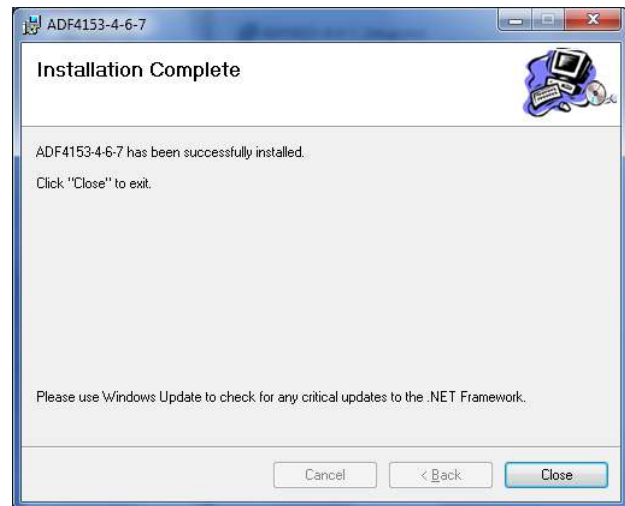 ADF4153-4-6-7
Installation Complete
ADF4153-4-6-7 has been successfully installed.
Click "Close" to exit.
Please use Windows Update to check for any critical updates to the .NET Framework.
Cancel
< Back
Close